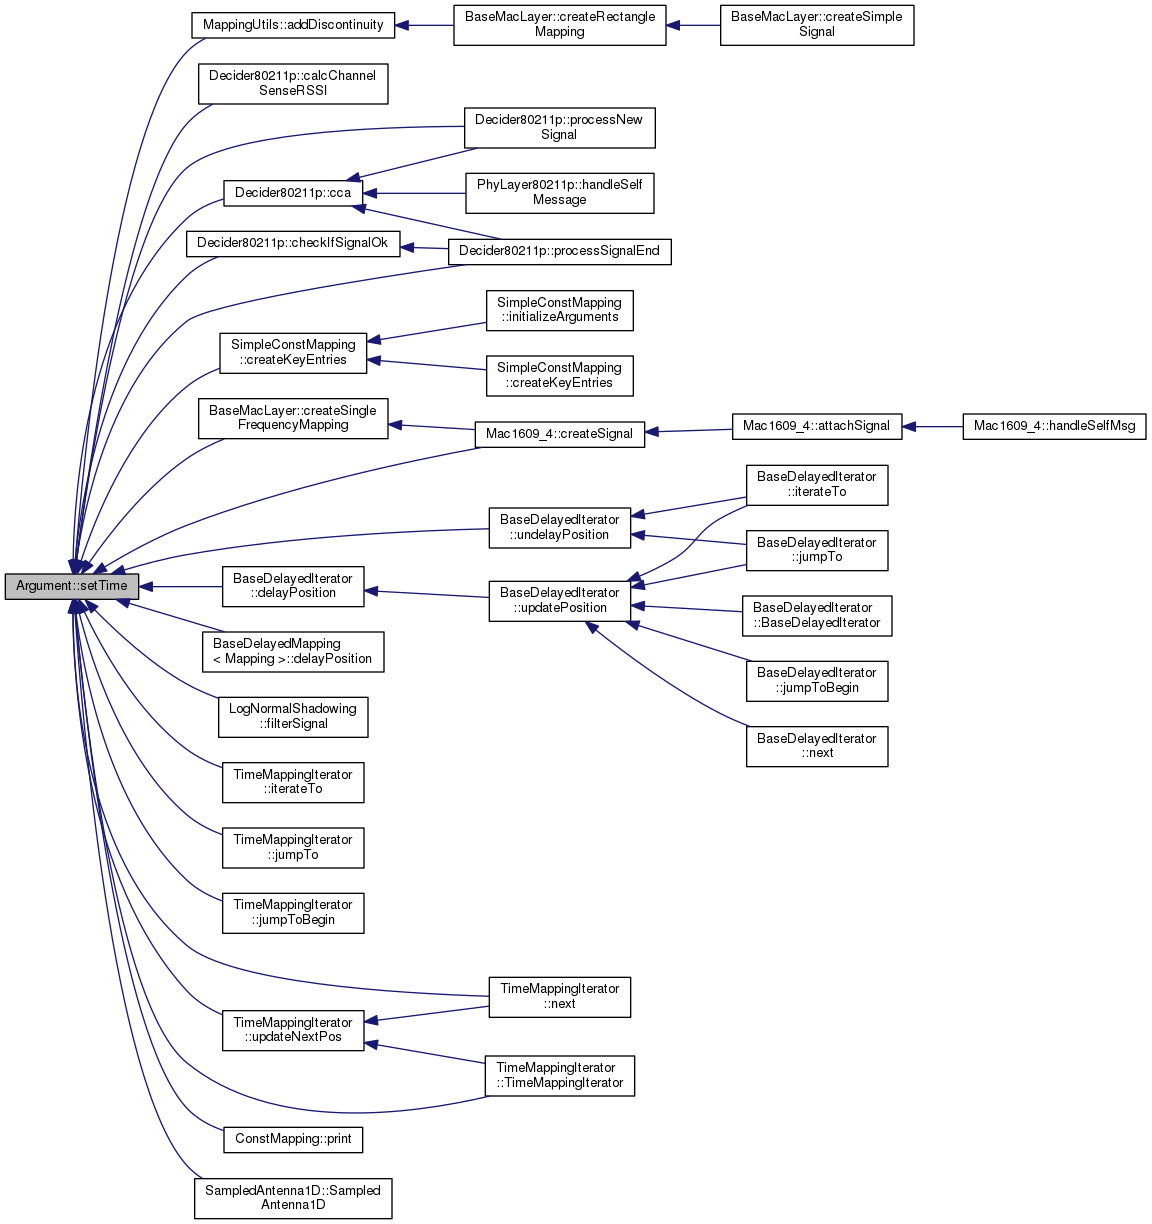 MappingUtils::addDiscontinuity
BaseMacLayer::createRectangle
Mapping
BaseMacLayer::createSimple
Signal
Decider80211p::calcChannel
SenseRSSI
Decider80211p::processNew
Signal
Decider80211p::cca
PhyLayer80211p::handleSelf
Message
Decider80211p::checkIfSignalOk
Decider80211p::processSignalEnd
SimpleConstMapping
::createKeyEntries
SimpleConstMapping
::initializeArguments
SimpleConstMapping
::createKeyEntries
BaseMacLayer::createSingle
FrequencyMapping
Mac1609_4::createSignal
Mac1609_4::attachSignal
Mac1609_4::handleSelfMsg
BaseDelayedIterator
::undelayPosition
BaseDelayedIterator
::iterateTo
BaseDelayedIterator
::jumpTo
Argument::setTime
BaseDelayedIterator
::delayPosition
BaseDelayedIterator
::updatePosition
BaseDelayedIterator
::BaseDelayedIterator
BaseDelayedMapping
< Mapping >::delayPosition
BaseDelayedIterator
::jumpToBegin
LogNormalShadowing
::filterSignal
BaseDelayedIterator
::next
TimeMappingIterator
::iterateTo
TimeMappingIterator
::jumpTo
TimeMappingIterator
::jumpToBegin
TimeMappingIterator
::next
TimeMappingIterator
::updateNextPos
TimeMappingIterator
::TimeMappingIterator
ConstMapping::print
SampledAntenna1D::Sampled
Antenna1D